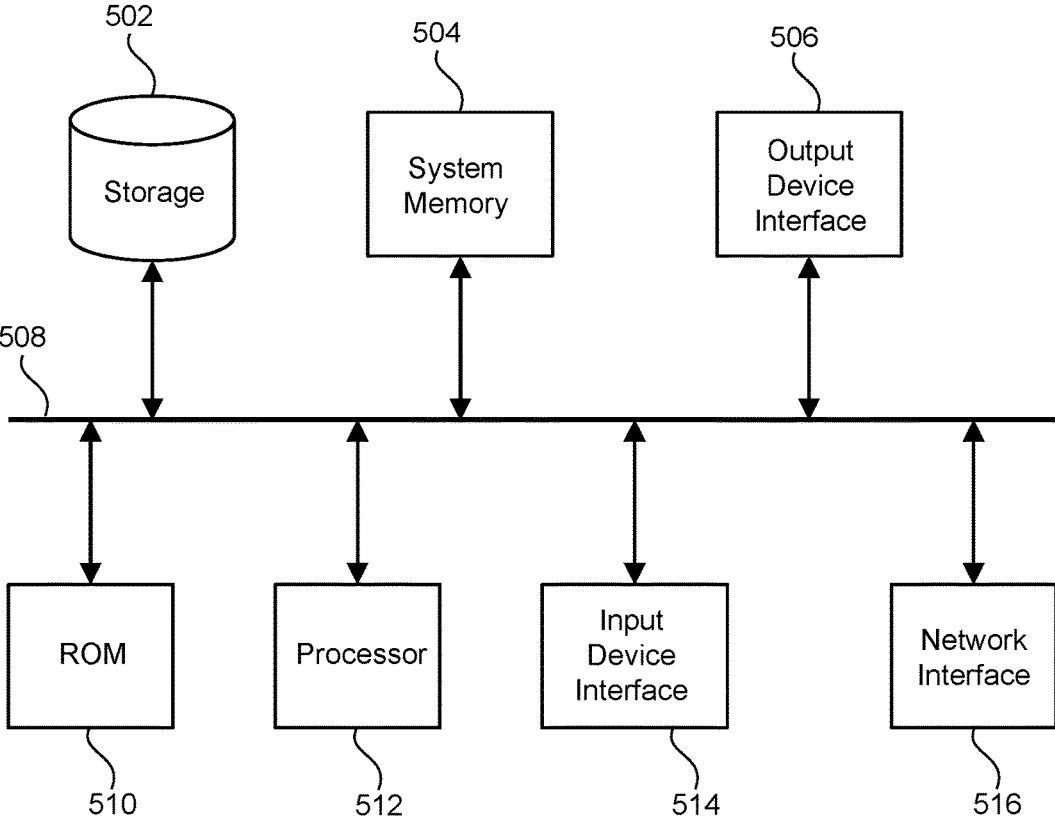 502
504
506
Storage
System
Memory
Output
Device
Interface
508
ROM
Processor
Input
Device
Interface
Network
Interface
510
512
514
516